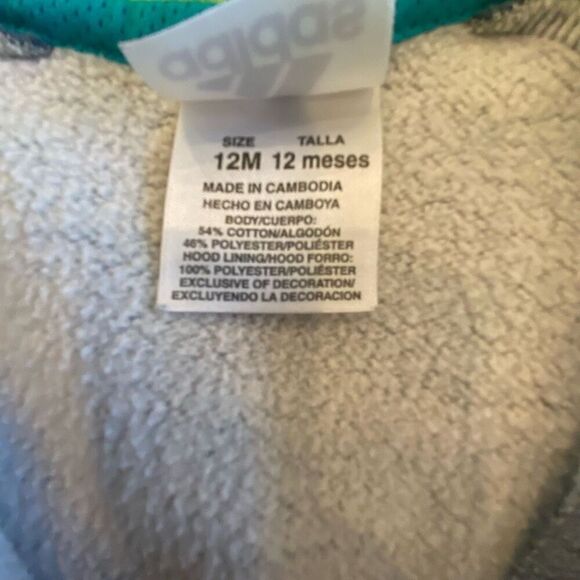 adidas
SIZE TALLA
12M 12 meses
MADE IN CAMBODIA
HECHO EN CAMBOYA
BODY/CUERPO:
54% COTTON/ALGODÓN
46% POLYESTER/POLIÉSTER
HOOD LINING/HOOD FORRO:
100% POLYESTER/POLIÉSTER
EXCLUSIVE OF DECORATION/
EXCLUYENDO LA DECORACION